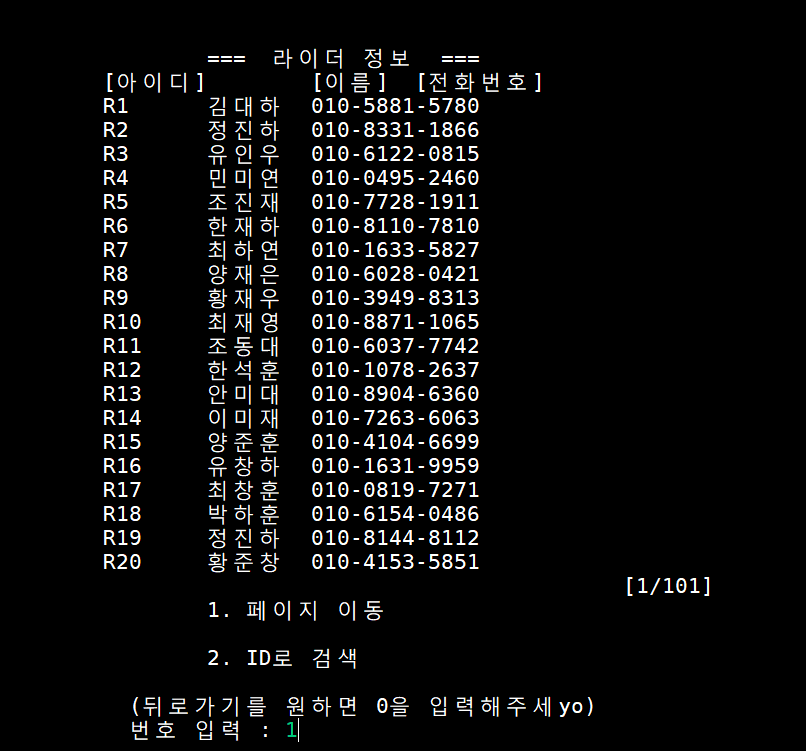 === 라이더 정보 ===
[아이디] [이름] [전화번호]
R1 김대하 010-5881-5780
R2 정진하 010-8331-1866
R3 유인우 010-6122-0815
R4 민미연 010-0495-2460
R5 조진재 010-7728-1911
R6 한재하 010-8110-7810
R7 최하연 010-1633-5827
R8 양재은 010-6028-0421
R9 황재우 010-3949-8313
R10 최재영 010-8871-1065
R11 조동대 010-6037-7742
R12 한석훈 010-1078-2637
R13 안미대 010-8904-6360
R14 이미재 010-7263-6063
R15 양준훈 010-4104-6699
R16 유창하 010-1631-9959
R17 최창훈 010-0819-7271
R18 박하훈 010-6154-0486
R19 정진하 010-8144-8112
R20 황준창 010-4153-5851
[1/101]
1. 페이지 이동
2. ID로 검색
(뒤로가기를 원하면 0을 입력해주세yo)
번호 입력 : 1